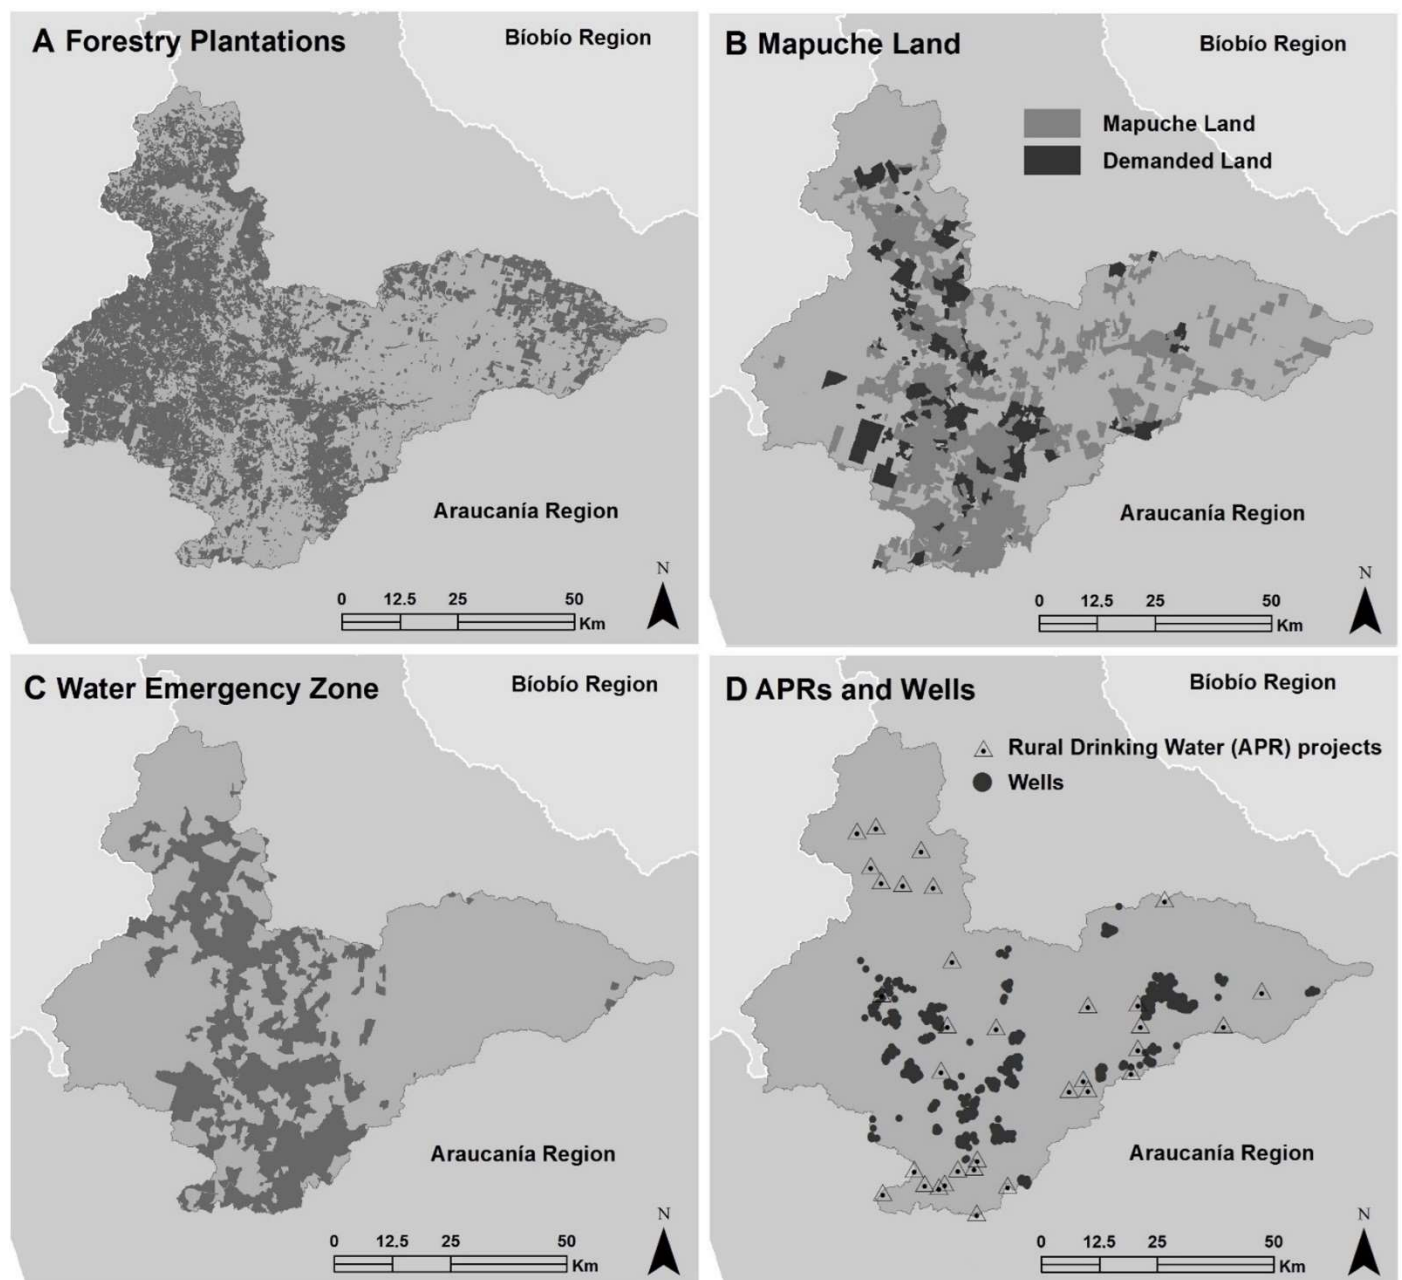 A Forestry Plantations
Bíobío Region
Araucanía Region
N
0 12.5 25 50
Km
B Mapuche Land
Bíobío Region
Mapuche Land
Demanded Land
Araucanía Region
N
0 12.5 25 50
Km
C Water Emergency Zone
Bíobío Region
Araucanía Region
N
0 12.5 25 50
Km
D APRs and Wells
Bíobío Region
Rural Drinking Water (APR) projects
Wells
Araucanía Region
N
0 12.5 25 50
Km